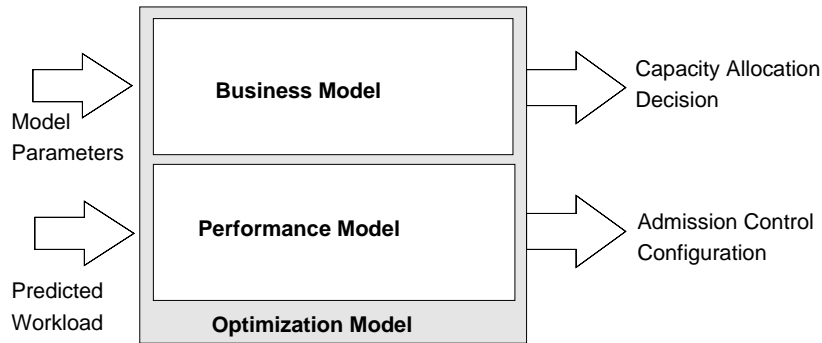 Business Model
Capacity Allocation
Decision
Model
Parameters
Performance Model
Admission Control
Configuration
Predicted
Workload
Optimization Model